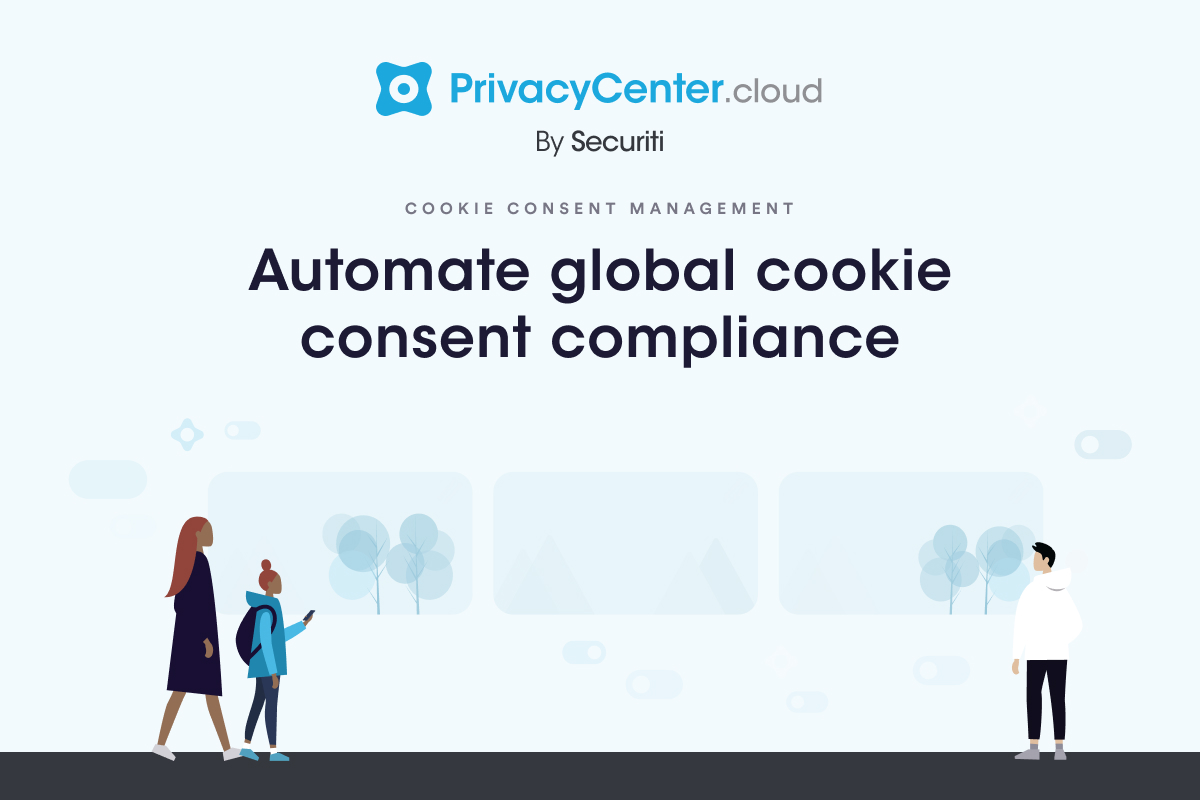 PrivacyCenter.cloud
By Securiti
COOKIE CONSENT MANAGEMENT
Automate global cookie
consent compliance